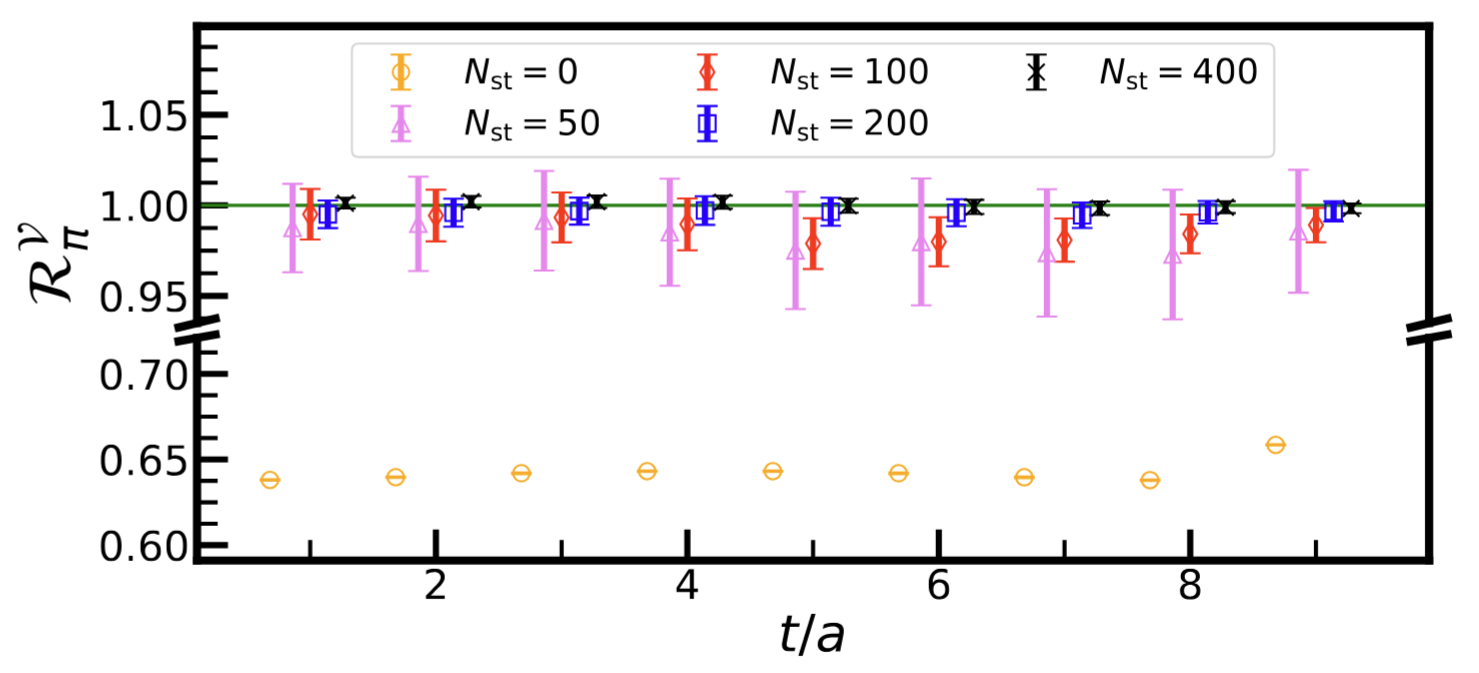 N_st = 0 N_st = 100 N_st = 400
N_st = 50 N_st = 200
1.05
1.00
0.95
0.70
0.65
0.60
ℛ_π^𝒱
2 4 6 8
t/a